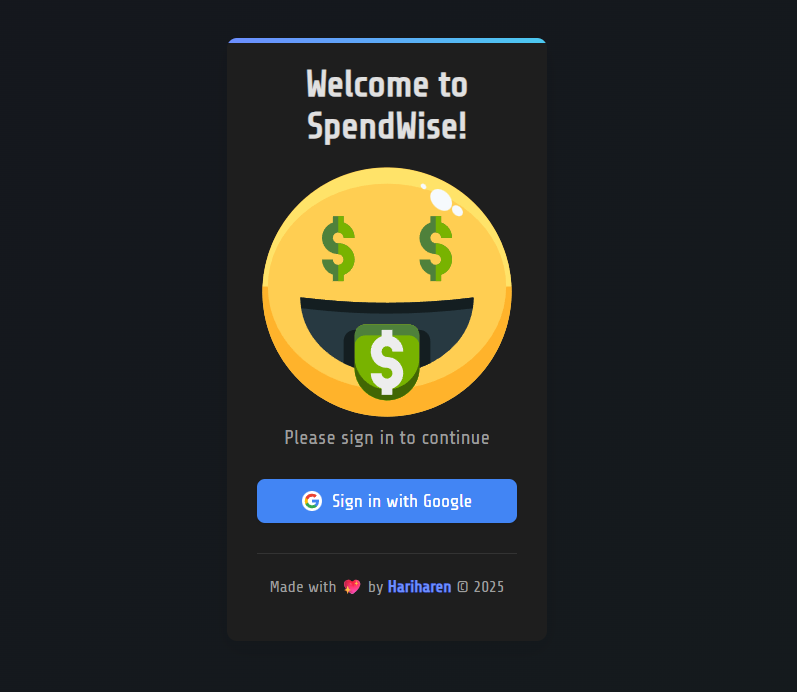 Welcome to
SpendWise!
$ $
$
Please sign in to continue
G Sign in with Google
Made with 💖 by Hariharen © 2025